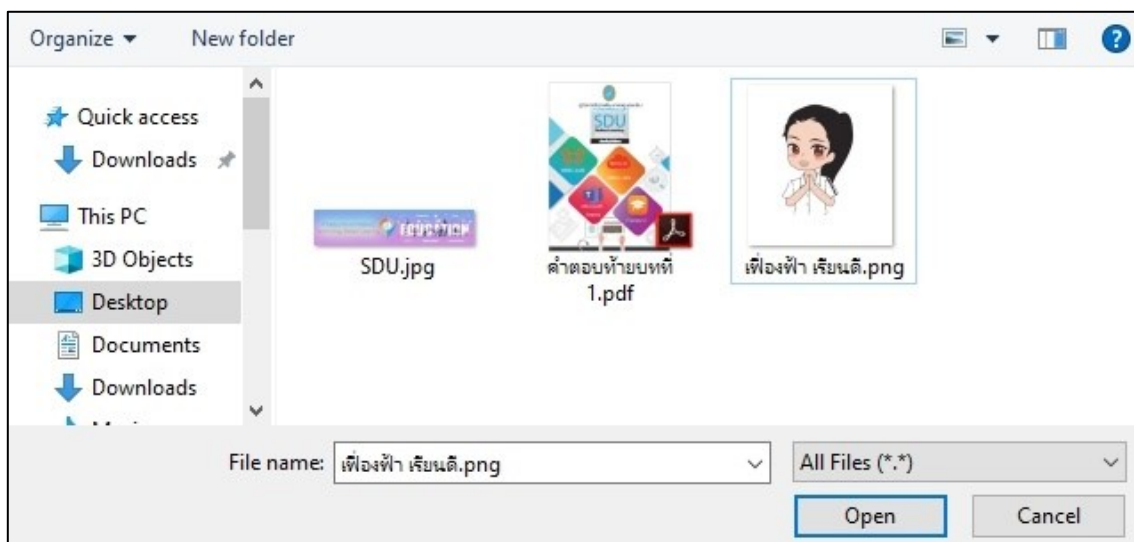 Organize
New folder
Quick access
Downloads
This PC
3D Objects
Desktop
Documents
Downloads
SDU
EDUCATION
SDU.jpg
คำตอบท้ายบทที่
1.pdf
เฟื่องฟ้า เรียนดี.png
File name:
เฟื่องฟ้า เรียนดี.png
All Files (*.*)
Open
Cancel